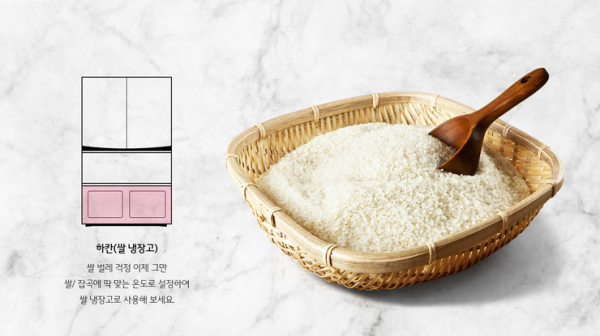 하칸(쌀 냉장고)
쌀 벌레 걱정 이제 그만
쌀/ 잡곡에 딱 맞는 온도로 설정하여
쌀 냉장고로 사용해 보세요.